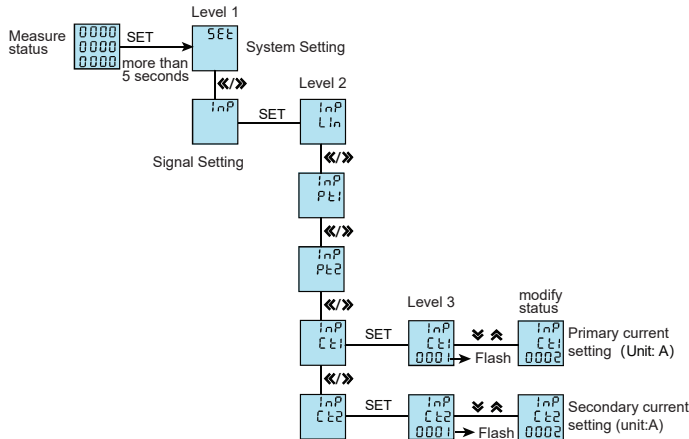 Level 1
Measure
status
0000
0000
0000
SET
more than
5 seconds
SEt
System Setting
≪/≫
InP
Signal Setting
SET
Level 2
InP
LIn
≪/≫
InP
Pt1
≪/≫
InP
Pt2
≪/≫
InP
Ct1
SET
Level 3
InP
Ct1
0001
Flash
modify
status
InP
Ct1
0002
Primary current
setting (Unit: A)
≪/≫
InP
Ct2
SET
InP
Ct2
0001
Flash
InP
Ct2
0002
Secondary current
setting (unit:A)